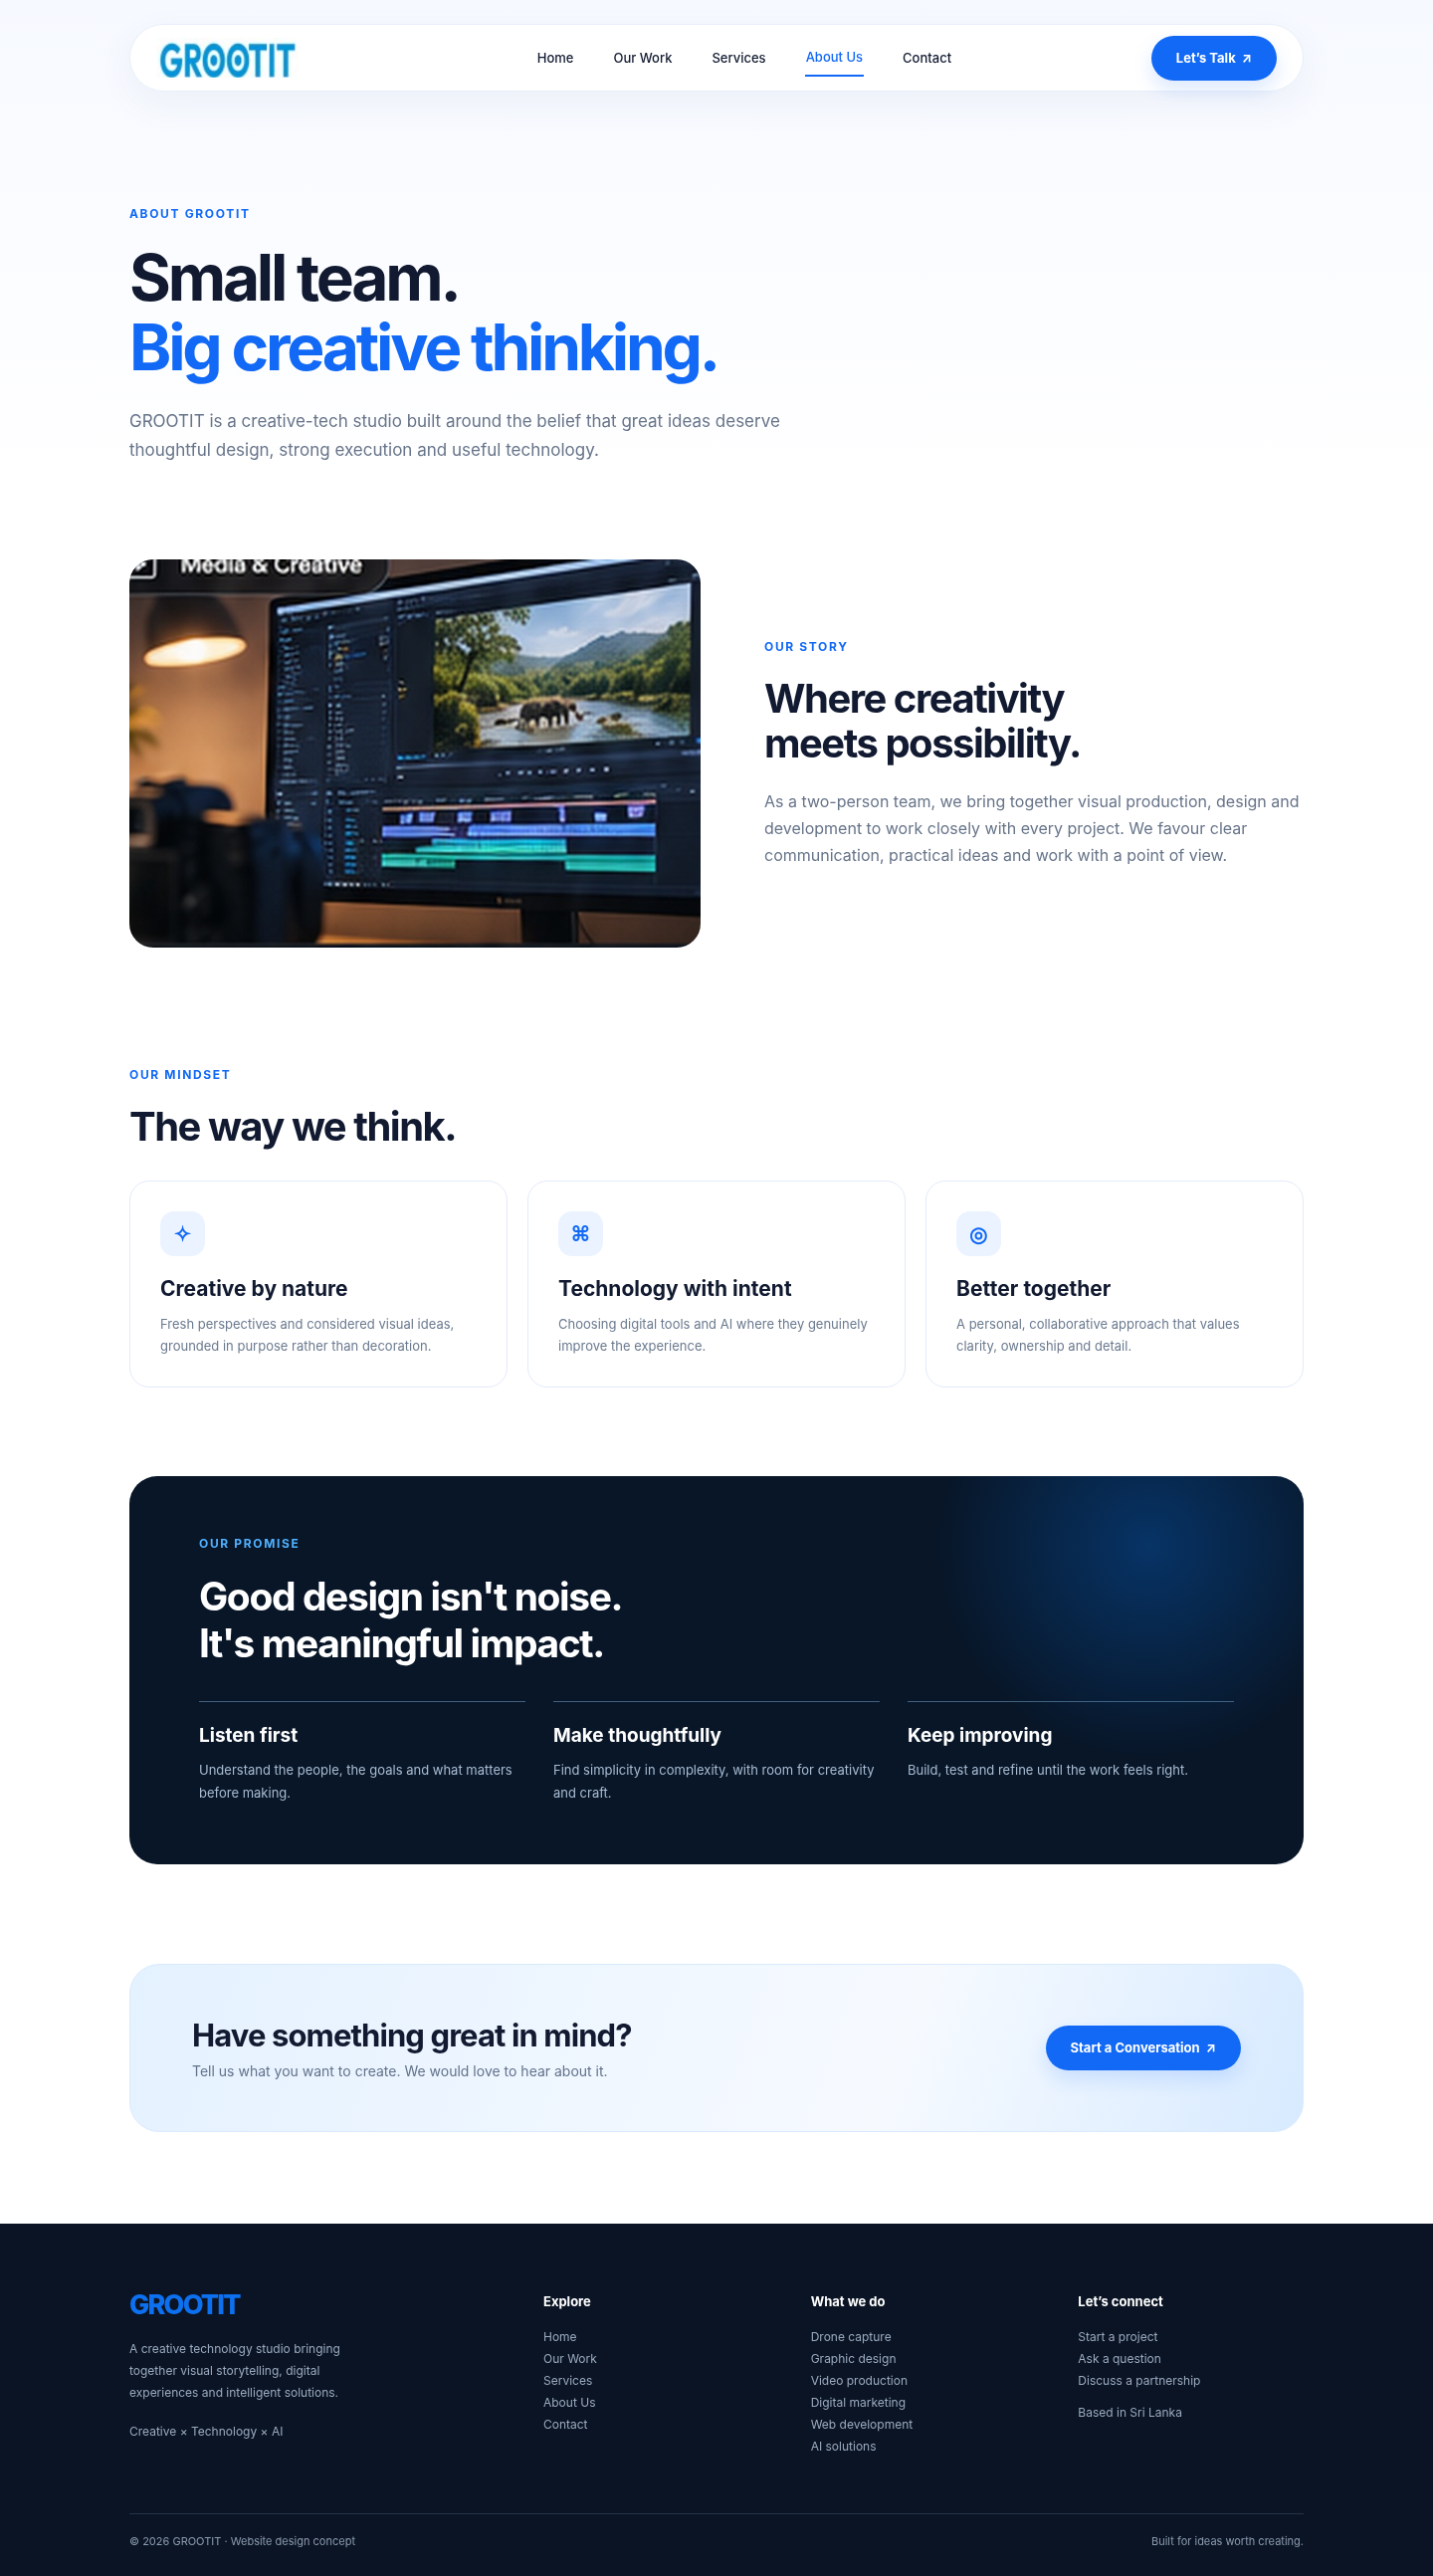 GROOTIT
Home
Our Work
Services
About Us
Contact
Let’s Talk ↗
ABOUT GROOTIT
Small team.
Big creative thinking.
GROOTIT is a creative-tech studio built around the belief that great ideas deserve
thoughtful design, strong execution and useful technology.
Media & Creative
OUR STORY
Where creativity
meets possibility.
As a two-person team, we bring together visual production, design and
development to work closely with every project. We favour clear
communication, practical ideas and work with a point of view.
OUR MINDSET
The way we think.
Creative by nature
Fresh perspectives and considered visual ideas,
grounded in purpose rather than decoration.
Technology with intent
Choosing digital tools and AI where they genuinely
improve the experience.
Better together
A personal, collaborative approach that values
clarity, ownership and detail.
OUR PROMISE
Good design isn't noise.
It's meaningful impact.
Listen first
Understand the people, the goals and what matters
before making.
Make thoughtfully
Find simplicity in complexity, with room for creativity
and craft.
Keep improving
Build, test and refine until the work feels right.
Have something great in mind?
Tell us what you want to create. We would love to hear about it.
Start a Conversation ↗
GROOTIT
A creative technology studio bringing
together visual storytelling, digital
experiences and intelligent solutions.
Creative × Technology × AI
Explore
Home
Our Work
Services
About Us
Contact
What we do
Drone capture
Graphic design
Video production
Digital marketing
Web development
AI solutions
Let’s connect
Start a project
Ask a question
Discuss a partnership
Based in Sri Lanka
© 2026 GROOTIT · Website design concept
Built for ideas worth creating.